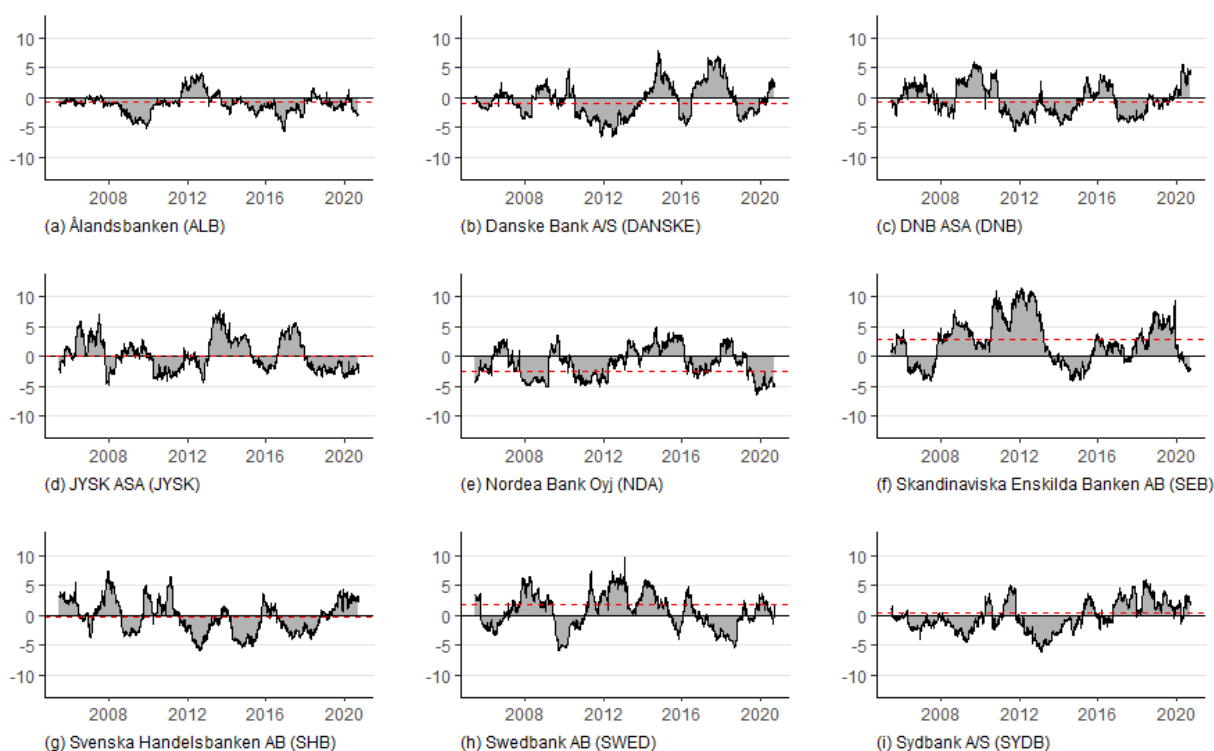 10
5
0
-5
-10
2008 2012 2016 2020
(a) Ålandsbanken (ALB)
10
5
0
-5
-10
2008 2012 2016 2020
(b) Danske Bank A/S (DANSKE)
10
5
0
-5
-10
2008 2012 2016 2020
(c) DNB ASA (DNB)
10
5
0
-5
-10
2008 2012 2016 2020
(d) JYSK ASA (JYSK)
10
5
0
-5
-10
2008 2012 2016 2020
(e) Nordea Bank Oyj (NDA)
10
5
0
-5
-10
2008 2012 2016 2020
(f) Skandinaviska Enskilda Banken AB (SEB)
10
5
0
-5
-10
2008 2012 2016 2020
(g) Svenska Handelsbanken AB (SHB)
10
5
0
-5
-10
2008 2012 2016 2020
(h) Swedbank AB (SWED)
10
5
0
-5
-10
2008 2012 2016 2020
(i) Sydbank A/S (SYDB)